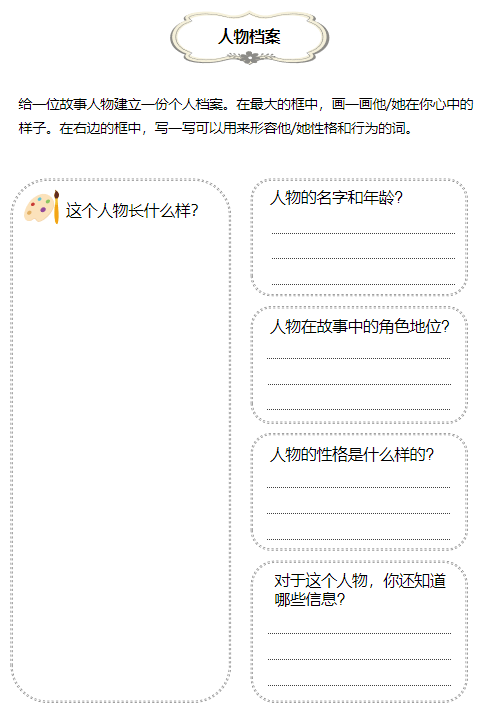 人物档案
给一位故事人物建立一份个人档案。在最大的框中，画一画他/她在你心中的
样子。在右边的框中，写一写可以用来形容他/她性格和行为的词。
这个人物长什么样？
人物的名字和年龄？
人物在故事中的角色地位？
人物的性格是什么样的？
对于这个人物，你还知道
哪些信息？